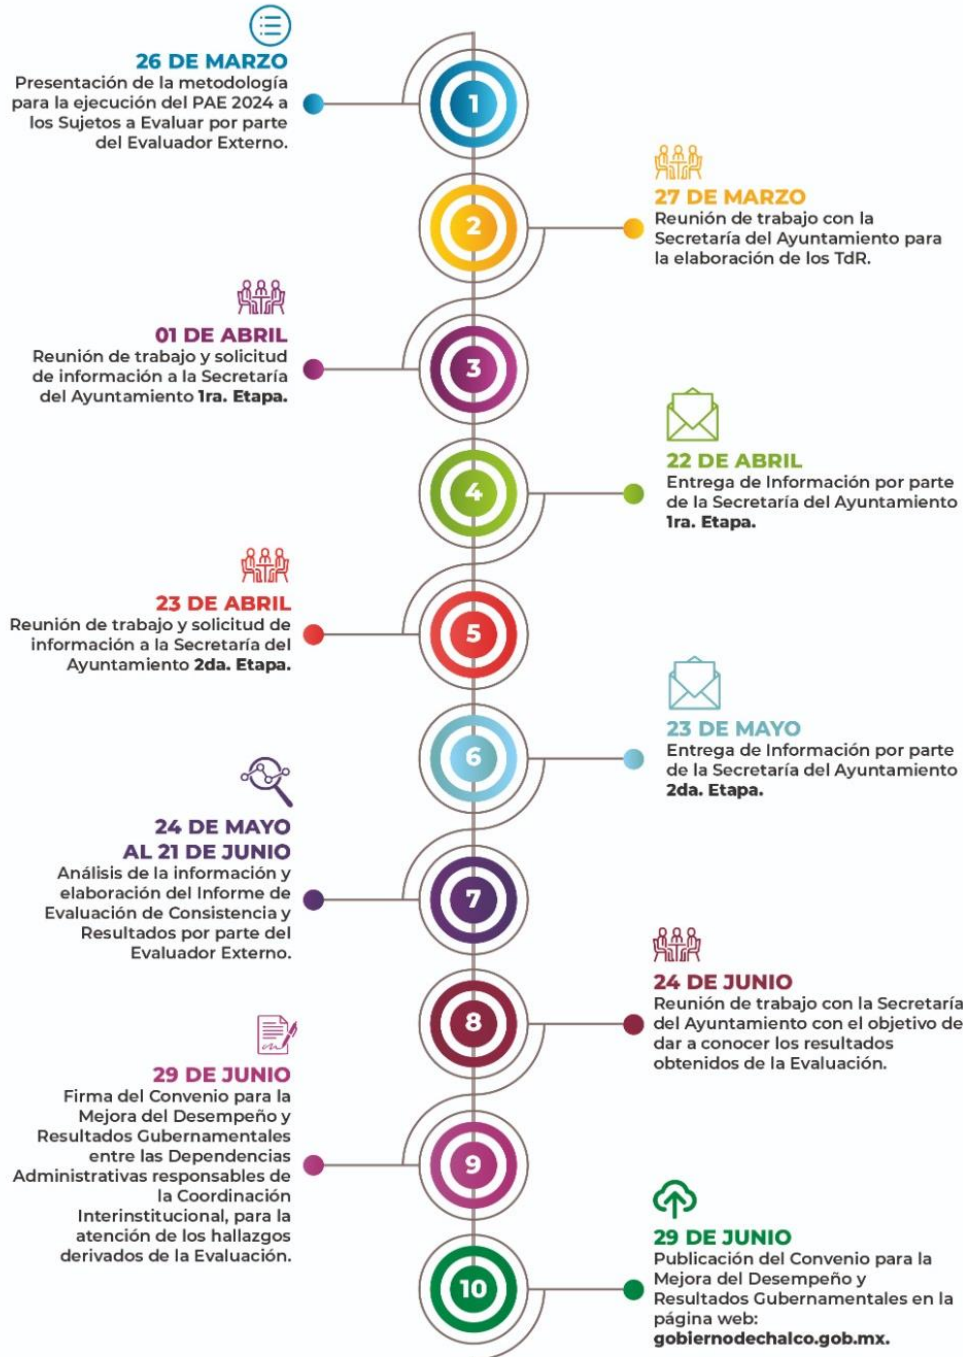 26 DE MARZO
Presentación de la metodología
para la ejecución del PAE 2024 a
los Sujetos a Evaluar por parte
del Evaluador Externo.
1
27 DE MARZO
Reunión de trabajo con la
Secretaría del Ayuntamiento para
la elaboración de los TdR.
2
01 DE ABRIL
Reunión de trabajo y solicitud
de información a la Secretaría
del Ayuntamiento 1ra. Etapa.
3
22 DE ABRIL
Entrega de Información por parte
de la Secretaría del Ayuntamiento
1ra. Etapa.
4
23 DE ABRIL
Reunión de trabajo y solicitud de
información a la Secretaría del
Ayuntamiento 2da. Etapa.
5
23 DE MAYO
Entrega de Información por parte
de la Secretaría del Ayuntamiento
2da. Etapa.
6
24 DE MAYO
AL 21 DE JUNIO
Análisis de la información y
elaboración del Informe de
Evaluación de Consistencia y
Resultados por parte del
Evaluador Externo.
7
24 DE JUNIO
Reunión de trabajo con la Secretaría
del Ayuntamiento con el objetivo de
dar a conocer los resultados
obtenidos de la Evaluación.
8
29 DE JUNIO
Firma del Convenio para la
Mejora del Desempeño y
Resultados Gubernamentales
entre las Dependencias
Administrativas responsables de
la Coordinación
Interinstitucional, para la
atención de los hallazgos
derivados de la Evaluación.
9
29 DE JUNIO
Publicación del Convenio para la
Mejora del Desempeño y
Resultados Gubernamentales en la
página web:
gobiernodechalco.gob.mx.
10